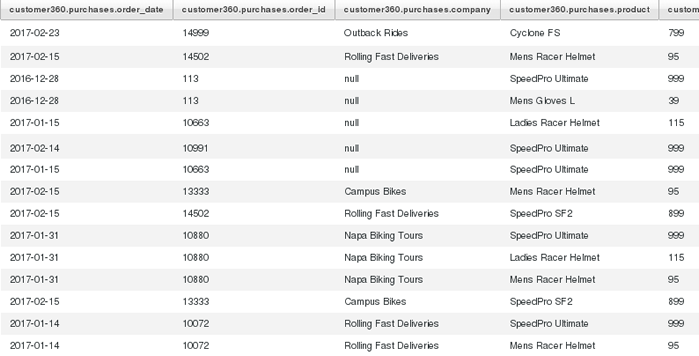 customer360.purchases.order_date customer360.purchases.order_id customer360.purchases.company customer360.purchases.product custom
2017-02-23 14999 Outback Rides Cyclone FS 799
2017-02-15 14502 Rolling Fast Deliveries Mens Racer Helmet 95
2016-12-28 113 null SpeedPro Ultimate 999
2016-12-28 113 null Mens Gloves L 39
2017-01-15 10663 null Ladies Racer Helmet 115
2017-02-14 10991 null SpeedPro Ultimate 999
2017-01-15 10663 null SpeedPro Ultimate 999
2017-02-15 13333 Campus Bikes Mens Racer Helmet 95
2017-02-15 14502 Rolling Fast Deliveries SpeedPro SF2 899
2017-01-31 10880 Napa Biking Tours SpeedPro Ultimate 999
2017-01-31 10880 Napa Biking Tours Ladies Racer Helmet 115
2017-01-31 10880 Napa Biking Tours Mens Racer Helmet 95
2017-02-15 13333 Campus Bikes SpeedPro SF2 899
2017-01-14 10072 Rolling Fast Deliveries SpeedPro Ultimate 999
2017-01-14 10072 Rolling Fast Deliveries Mens Racer Helmet 95